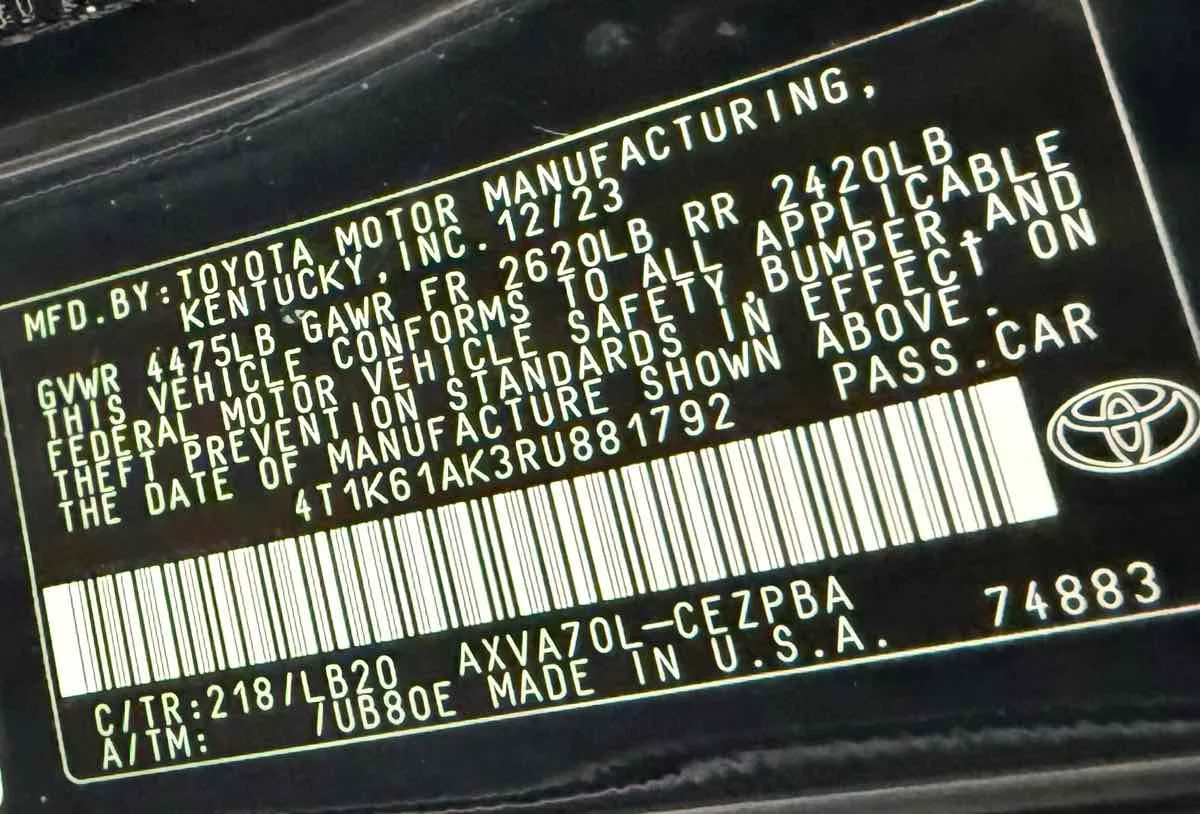 MFD.BY:TOYOTA MOTOR MANUFACTURING,
KENTUCKY,INC. 12/23
GVWR 4475LB GAWR FR 2620LB RR 2420LB
THIS VEHICLE CONFORMS TO ALL APPLICABLE
FEDERAL MOTOR VEHICLE SAFETY,BUMPER,AND
THEFT PREVENTION STANDARDS IN EFFECT ON
THE DATE OF MANUFACTURE SHOWN ABOVE.
4T1K61AK3RU881792 PASS.CAR
C/TR:218/LB20 AXVA70L-CEZPBA 74883
A/TM: /UB80E MADE IN U.S.A.